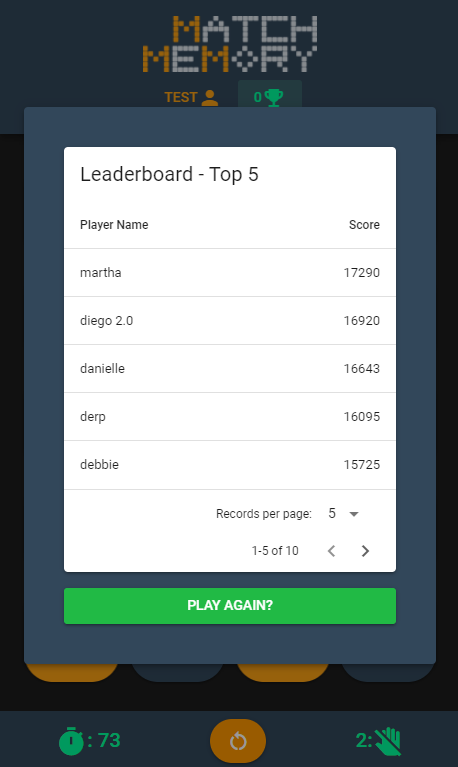 MATCH
MEMORY
TEST 0
Leaderboard - Top 5
Player Name Score
martha 17290
diego 2.0 16920
danielle 16643
derp 16095
debbie 15725
Records per page: 5
1-5 of 10
PLAY AGAIN?
: 73 2: